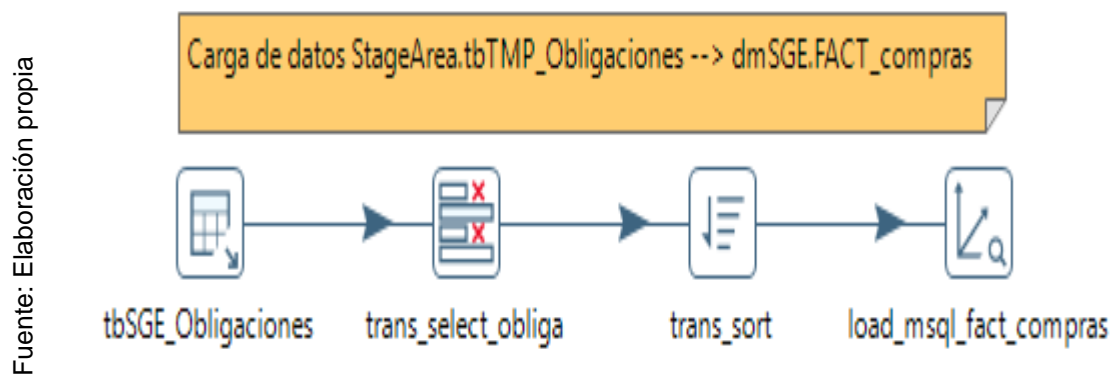 Carga de datos StageArea.tbTMP_Obligaciones --> dmSGE.FACT_compras
tbSGE_Obligaciones
trans_select_obliga
trans_sort
load_msql_fact_compras
Fuente: Elaboración propia